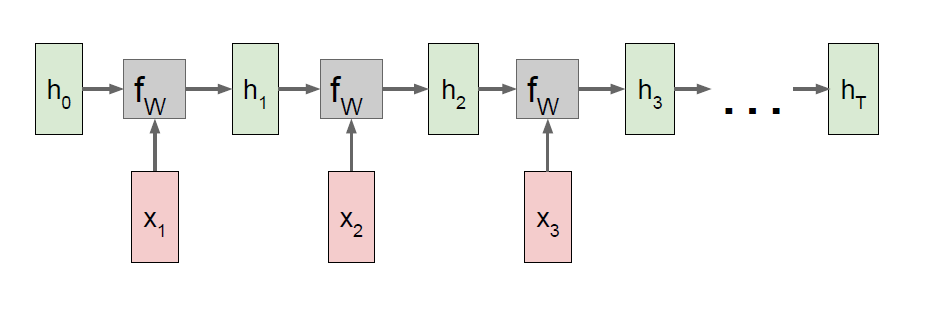 h0 fW h1 fW h2 fW h3 ... hT
x1 x2 x3